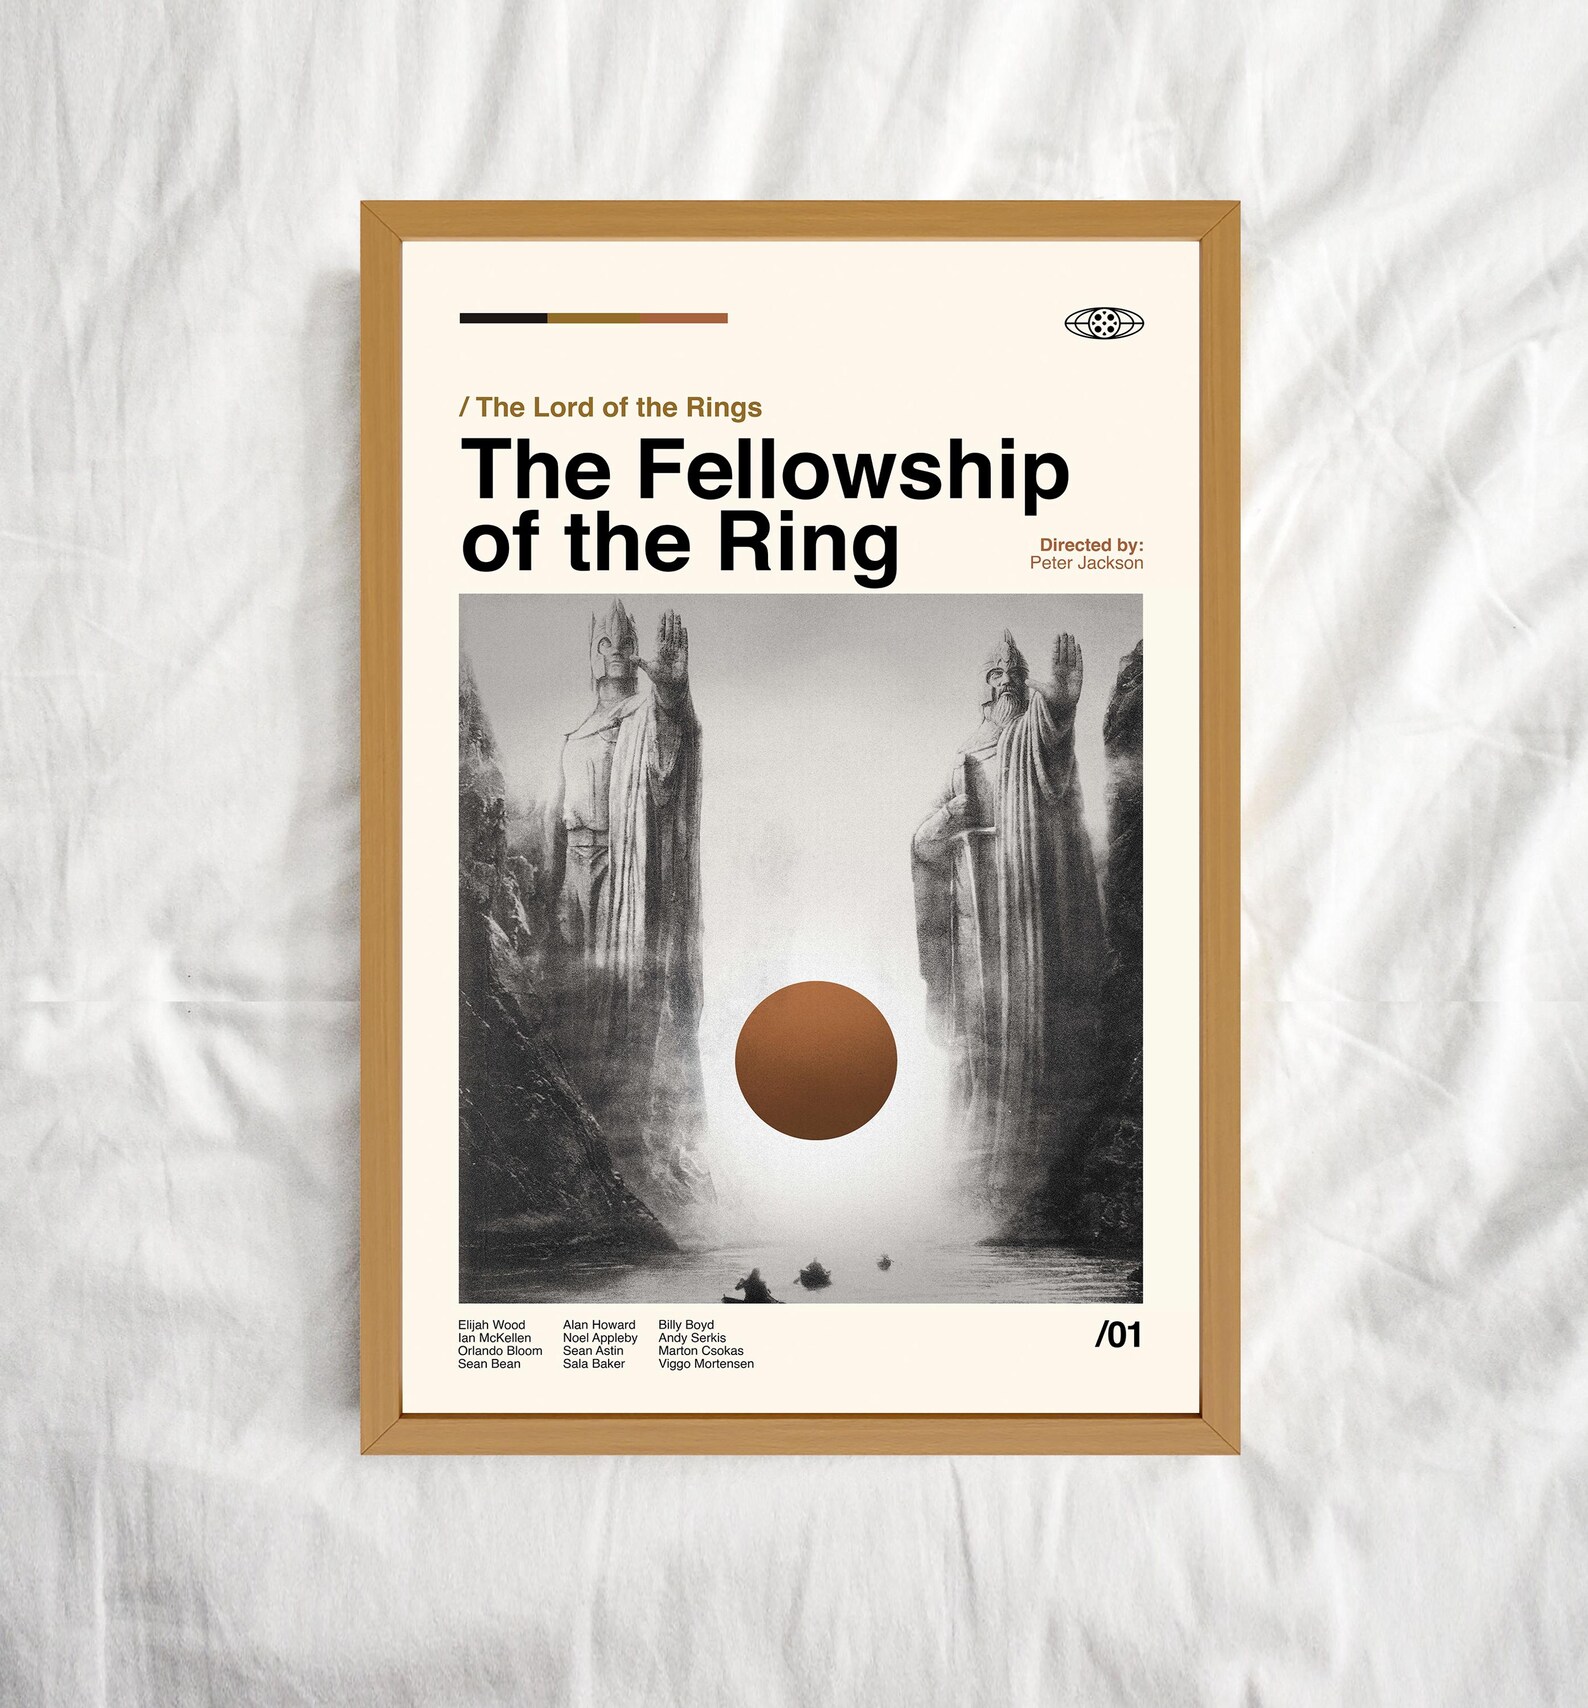 / The Lord of the Rings
The Fellowship
of the Ring
Directed by:
Peter Jackson
Elijah Wood
Ian McKellen
Orlando Bloom
Sean Bean
Alan Howard
Noel Appleby
Sean Astin
Sala Baker
Billy Boyd
Andy Serkis
Marton Csokas
Viggo Mortensen
/01